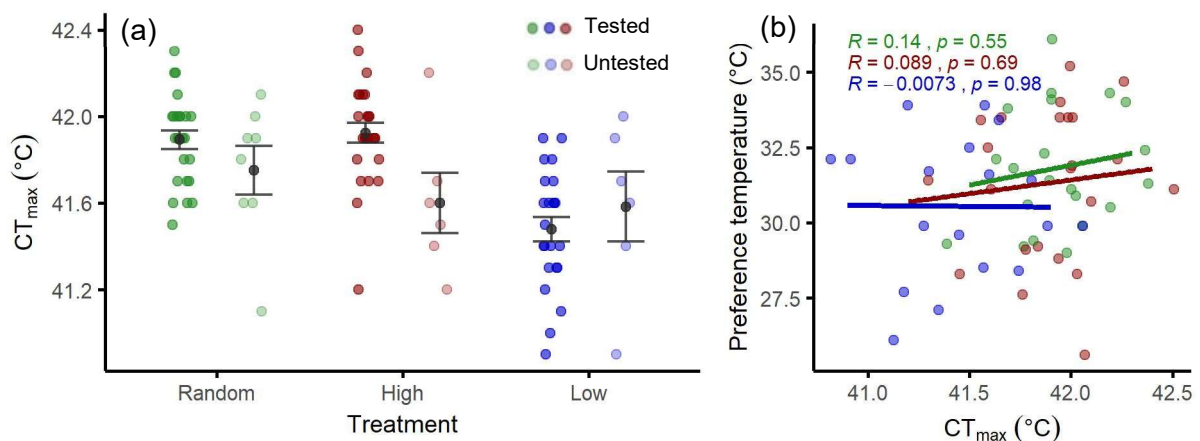 (a)
Tested
Untested
CTmax (°C)
42.4
42.0
41.6
41.2
Random
High
Low
Treatment
(b)
R = 0.14 , p = 0.55
R = 0.089 , p = 0.69
R = −0.0073 , p = 0.98
Preference temperature (°C)
35.0
32.5
30.0
27.5
41.0
41.5
42.0
42.5
CTmax (°C)